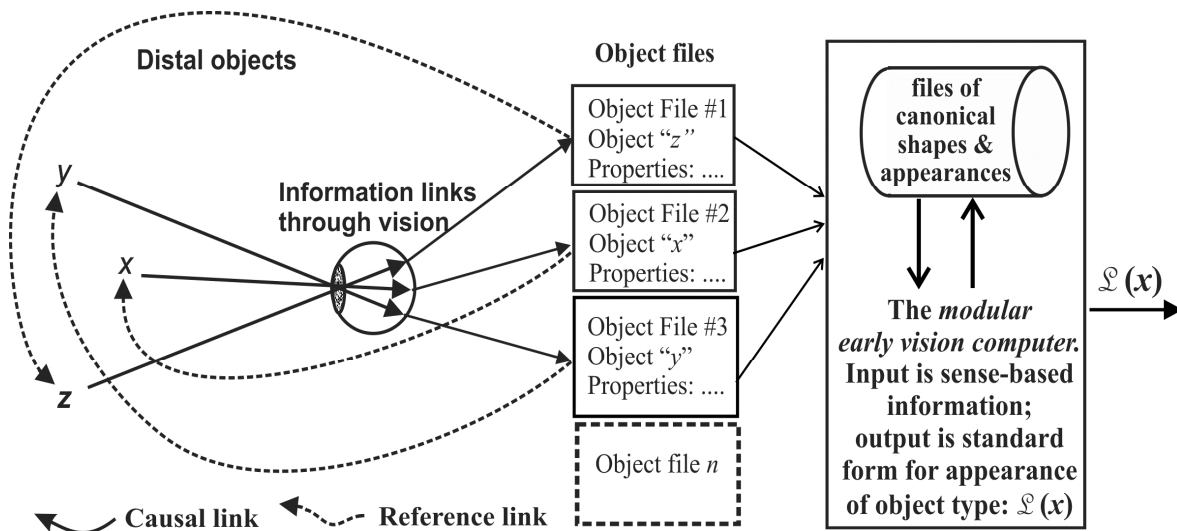 Distal objects
y
x
z
Information links
through vision
Object files
Object File #1
Object “z”
Properties: ....
Object File #2
Object “x”
Properties: ....
Object File #3
Object “y”
Properties: ....
Object file n
files of
canonical
shapes &
appearances
The modular
early vision computer.
Input is sense-based
information;
output is standard
form for appearance
of object type: ℒ (x)
ℒ (x)
Causal link
Reference link